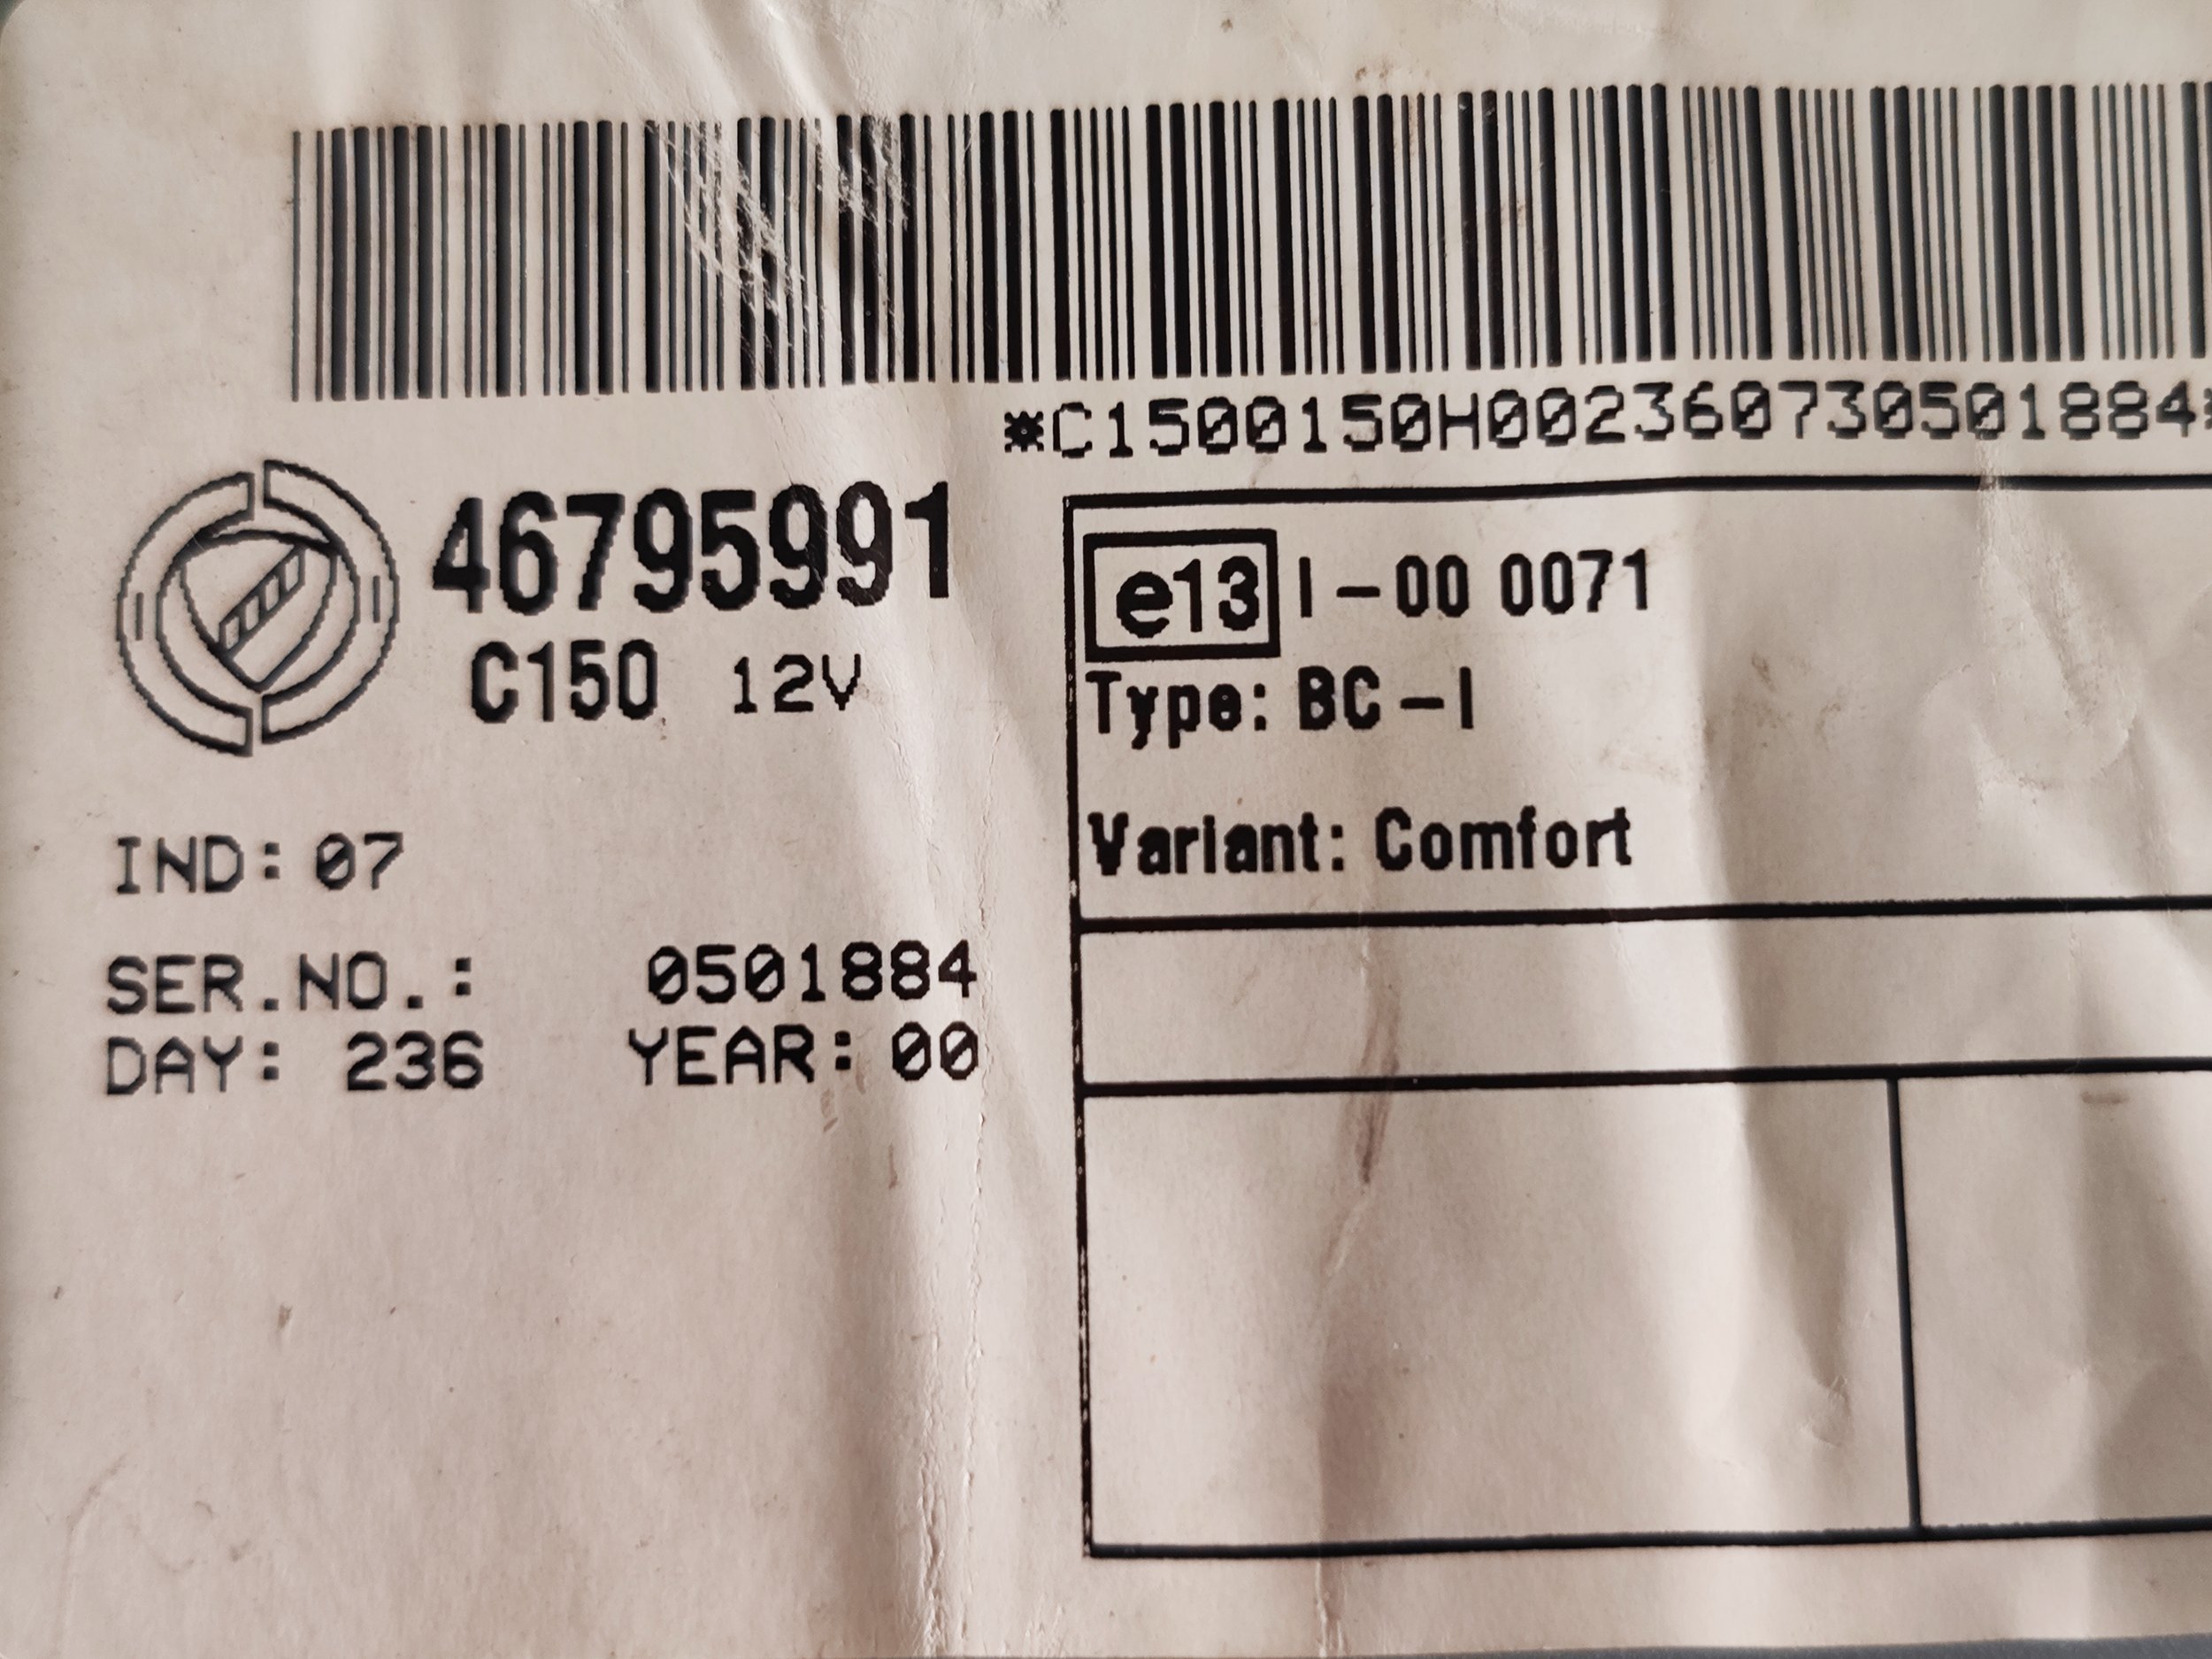 *C1500150H002360730501884*
46795991
C150 12V
e13 I-00 0071
Type: BC-I
Variant: Comfort
IND: 07
SER.NO.: 0501884
DAY: 236 YEAR: 00